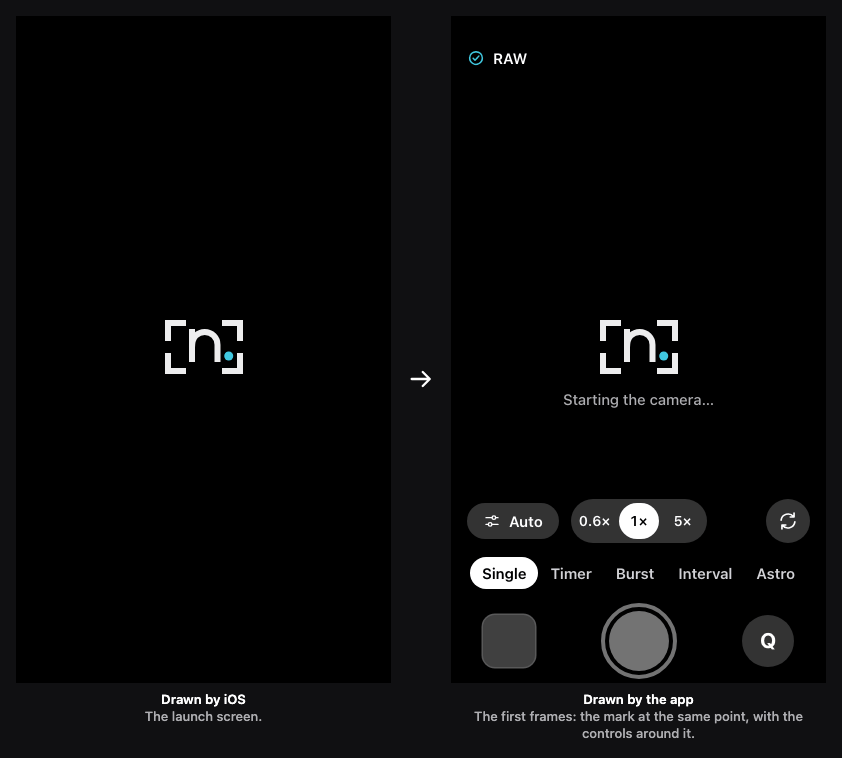 n.
RAW
n.
Starting the camera...
Auto
0.6×
1×
5×
Single
Timer
Burst
Interval
Astro
Q
Drawn by iOS
The launch screen.
Drawn by the app
The first frames: the mark at the same point, with the
controls around it.